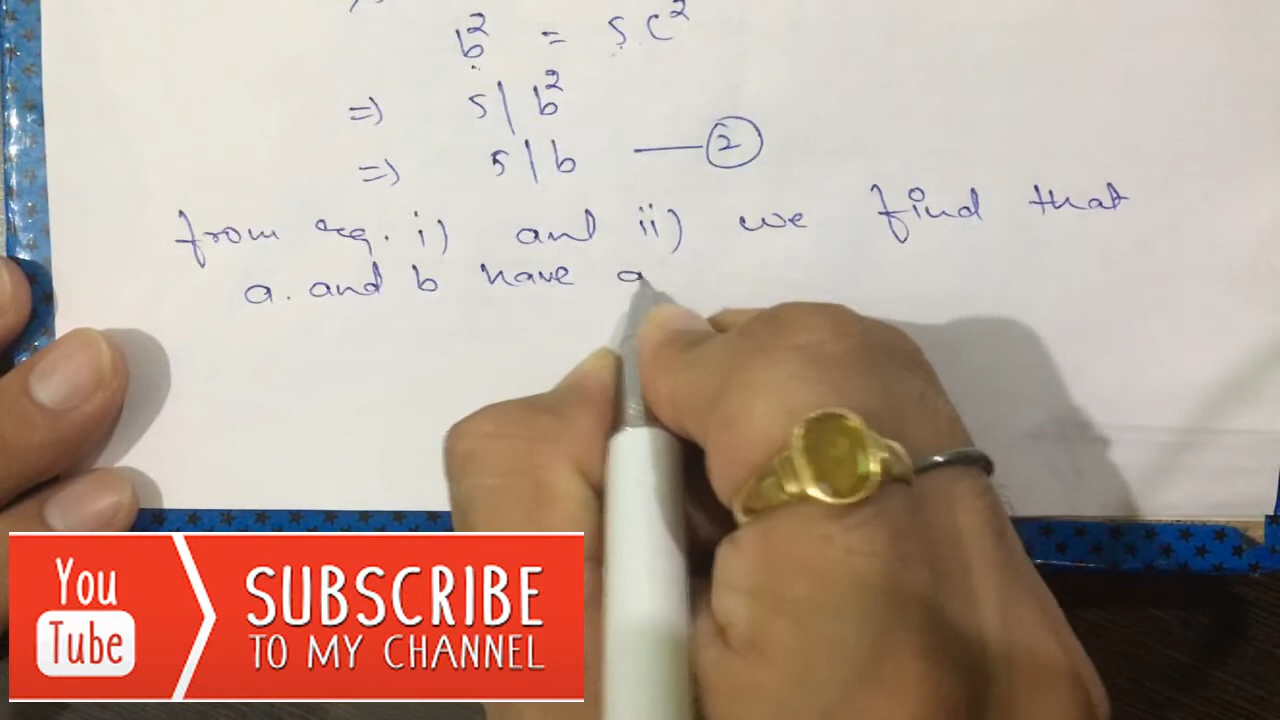 b² = 5c²
=> 5 | b²
=> 5 | b —— ②
from eq. i) and ii) we find that
a. and b have a
You
Tube
SUBSCRIBE
TO MY CHANNEL